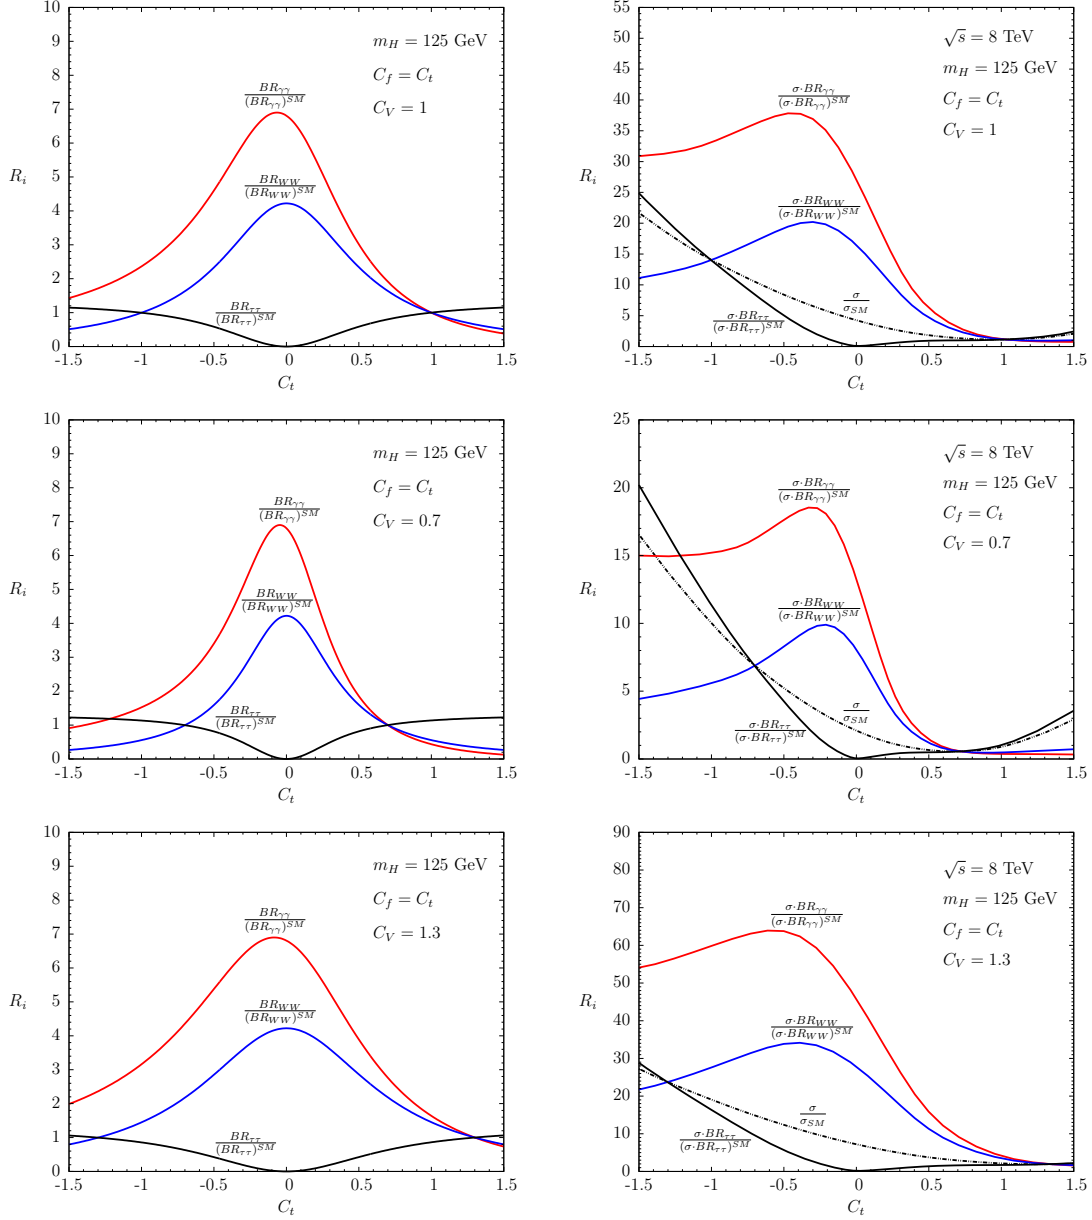 10
9
8
7
6
5
4
3
2
1
0
R_i
m_H = 125 GeV
C_f = C_t
C_V = 1
BR_γγ / (BR_γγ)^SM
BR_WW / (BR_WW)^SM
BR_ττ / (BR_ττ)^SM
-1.5 -1 -0.5 0 0.5 1 1.5
C_t
55
50
45
40
35
30
25
20
15
10
5
0
R_i
√s = 8 TeV
m_H = 125 GeV
C_f = C_t
C_V = 1
σ·BR_γγ / (σ·BR_γγ)^SM
σ·BR_WW / (σ·BR_WW)^SM
σ / σ_SM
σ·BR_ττ / (σ·BR_ττ)^SM
-1.5 -1 -0.5 0 0.5 1 1.5
C_t
10
9
8
7
6
5
4
3
2
1
0
R_i
m_H = 125 GeV
C_f = C_t
C_V = 0.7
BR_γγ / (BR_γγ)^SM
BR_WW / (BR_WW)^SM
BR_ττ / (BR_ττ)^SM
-1.5 -1 -0.5 0 0.5 1 1.5
C_t
25
20
15
10
5
0
R_i
√s = 8 TeV
m_H = 125 GeV
C_f = C_t
C_V = 0.7
σ·BR_γγ / (σ·BR_γγ)^SM
σ·BR_WW / (σ·BR_WW)^SM
σ / σ_SM
σ·BR_ττ / (σ·BR_ττ)^SM
-1.5 -1 -0.5 0 0.5 1 1.5
C_t
10
9
8
7
6
5
4
3
2
1
0
R_i
m_H = 125 GeV
C_f = C_t
C_V = 1.3
BR_γγ / (BR_γγ)^SM
BR_WW / (BR_WW)^SM
BR_ττ / (BR_ττ)^SM
-1.5 -1 -0.5 0 0.5 1 1.5
C_t
90
80
70
60
50
40
30
20
10
0
R_i
√s = 8 TeV
m_H = 125 GeV
C_f = C_t
C_V = 1.3
σ·BR_γγ / (σ·BR_γγ)^SM
σ·BR_WW / (σ·BR_WW)^SM
σ / σ_SM
σ·BR_ττ / (σ·BR_ττ)^SM
-1.5 -1 -0.5 0 0.5 1 1.5
C_t